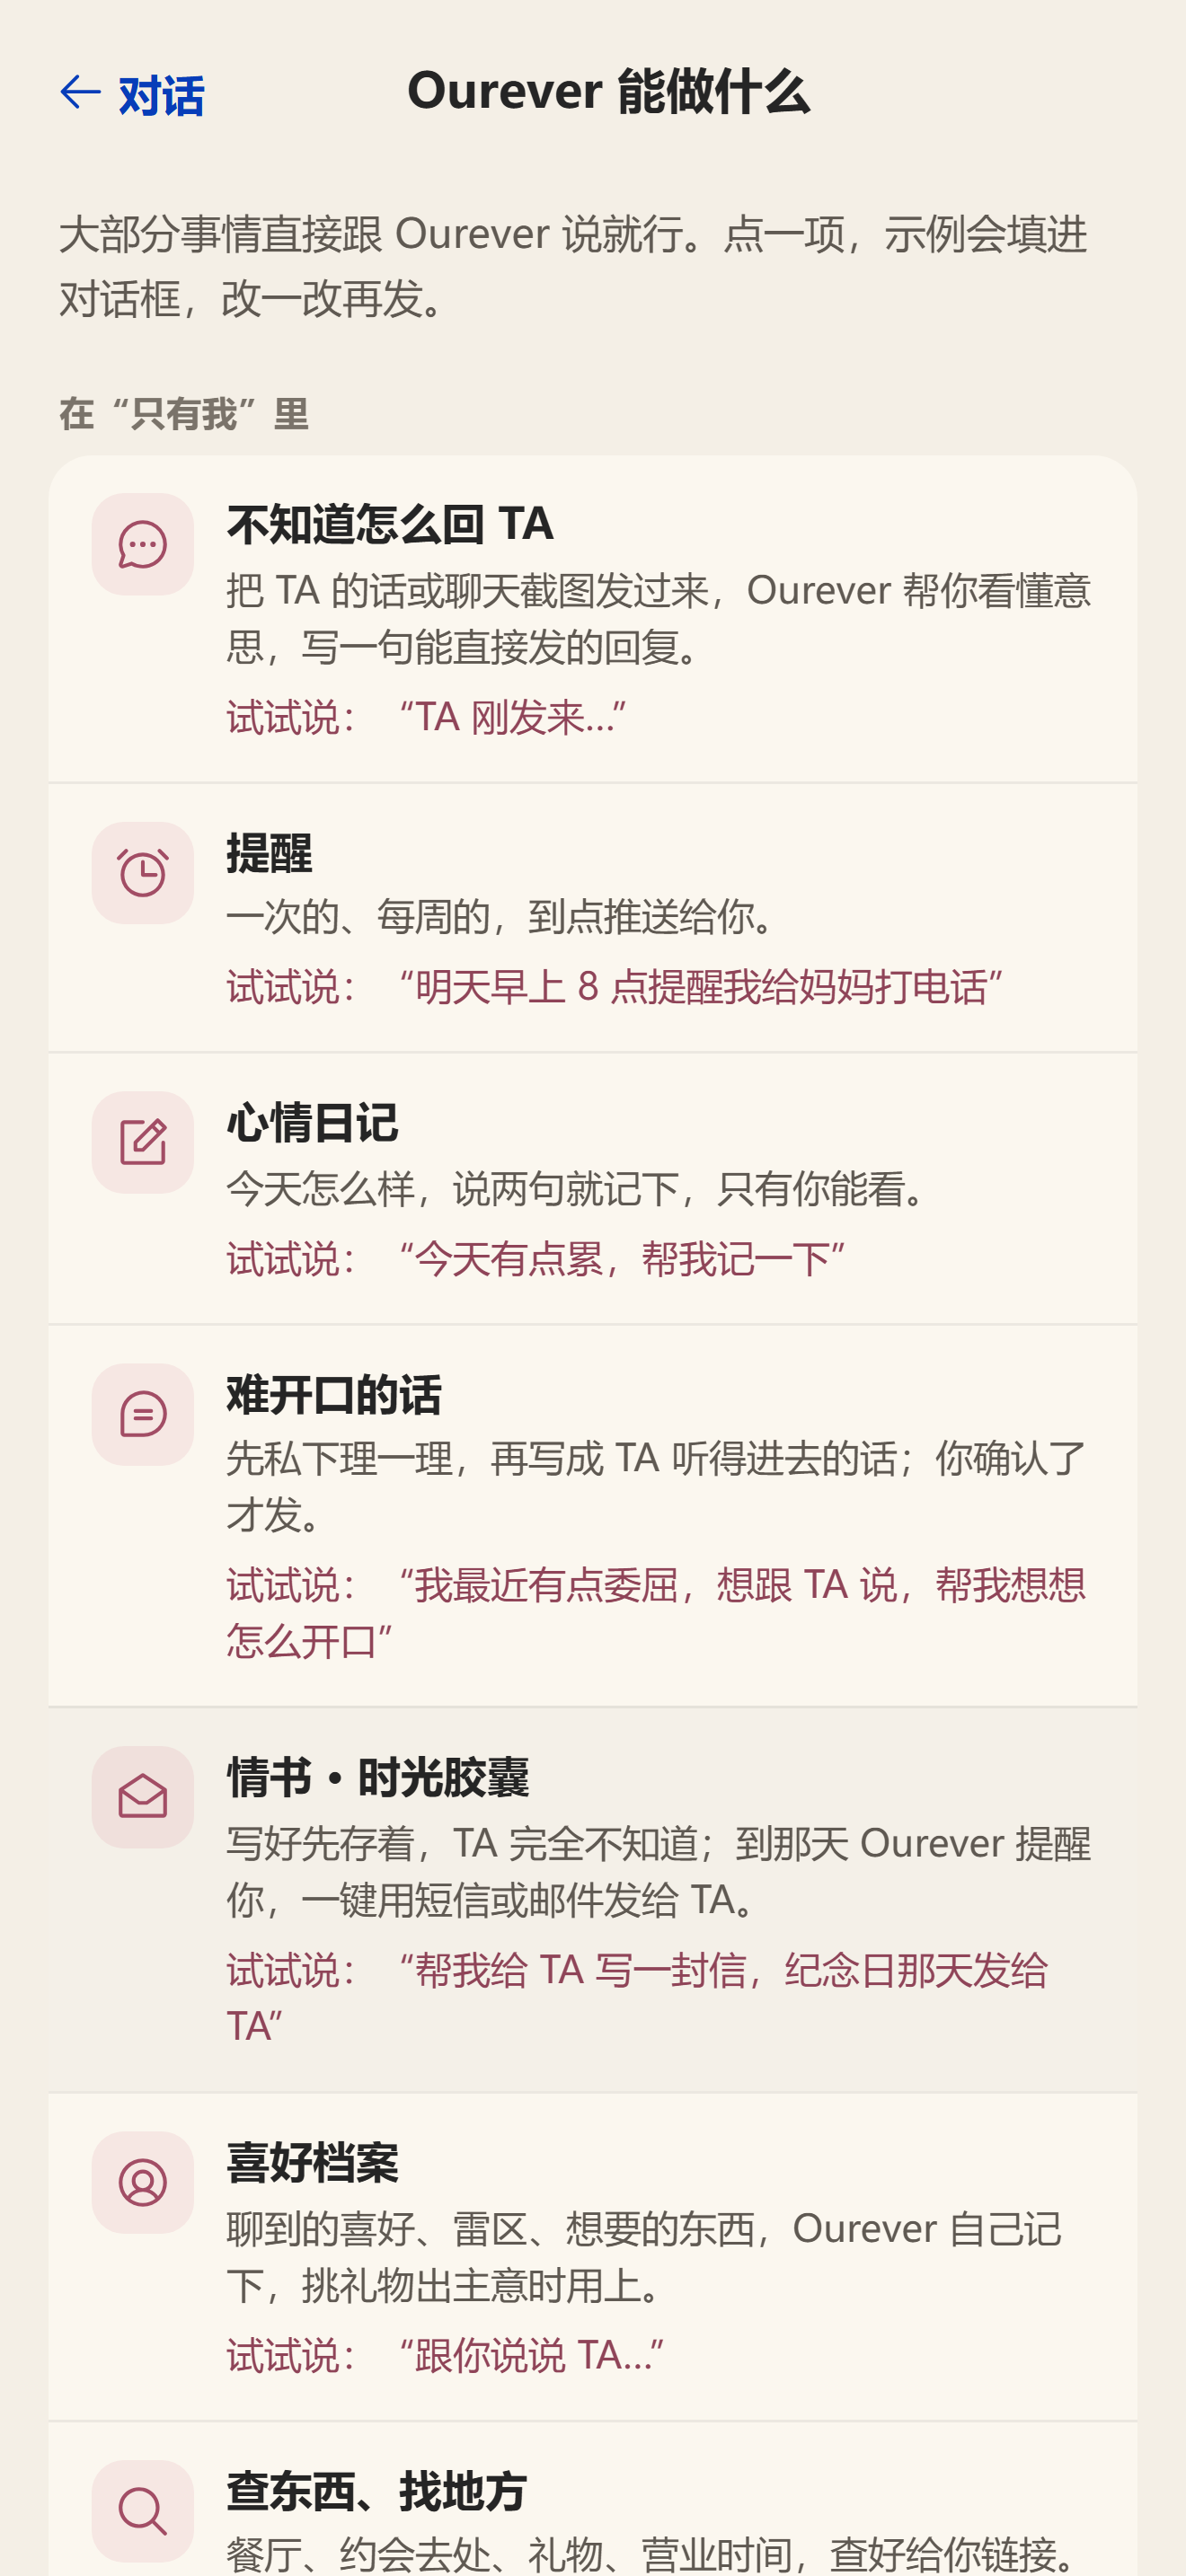 对话
Ourever 能做什么
大部分事情直接跟 Ourever 说就行。点一项，示例会填进
对话框，改一改再发。
在“只有我”里
不知道怎么回 TA
把 TA 的话或聊天截图发过来，Ourever 帮你看懂意
思，写一句能直接发的回复。
试试说：“TA 刚发来…”
提醒
一次的、每周的，到点推送给你。
试试说：“明天早上 8 点提醒我给妈妈打电话”
心情日记
今天怎么样，说两句就记下，只有你能看。
试试说：“今天有点累，帮我记一下”
难开口的话
先私下理一理，再写成 TA 听得进去的话；你确认了
才发。
试试说：“我最近有点委屈，想跟 TA 说，帮我想想
怎么开口”
情书·时光胶囊
写好先存着，TA 完全不知道；到那天 Ourever 提醒
你，一键用短信或邮件发给 TA。
试试说：“帮我给 TA 写一封信，纪念日那天发给
TA”
喜好档案
聊到的喜好、雷区、想要的东西，Ourever 自己记
下，挑礼物出主意时用上。
试试说：“跟你说说 TA…”
查东西、找地方
餐厅、约会去处、礼物、营业时间，查好给你链接。